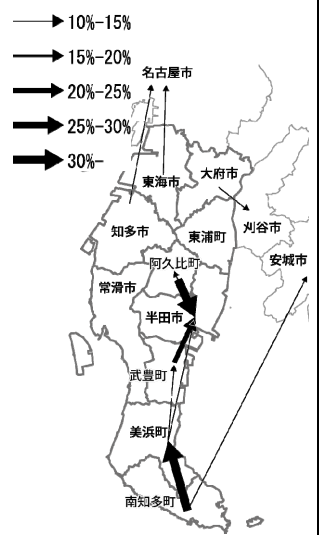 10%-15%
15%-20%
20%-25%
25%-30%
30%-
名古屋市
東海市
大府市
知多市
東浦町
刈谷市
阿久比町
安城市
常滑市
半田市
武豊町
美浜町
南知多町